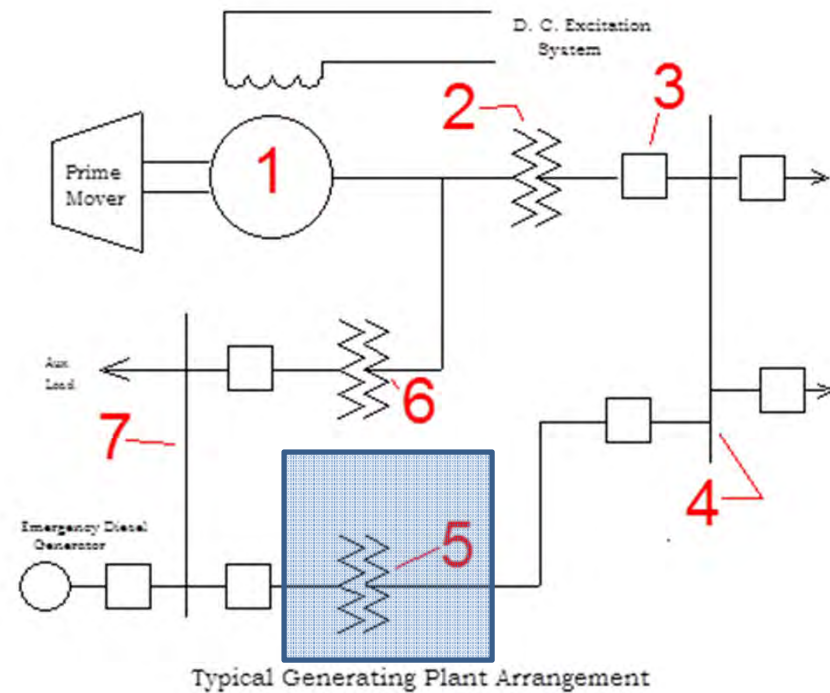 D. C. Excitation
System
2
3
1
Prime
Mover
Aux.
Load
6
7
4
5
Emergency Diesel
Generator
Typical Generating Plant Arrangement